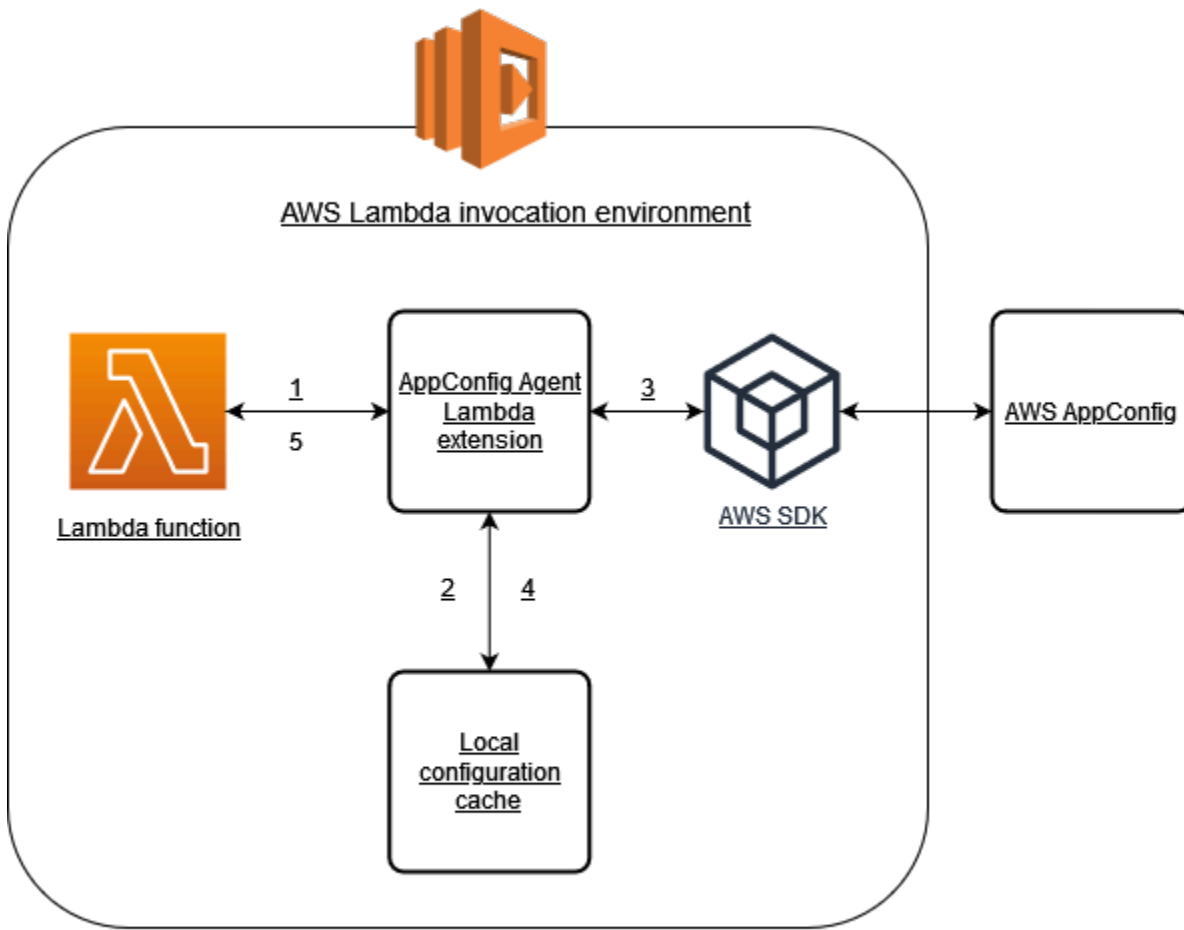 AWS Lambda invocation environment
1
5
AppConfig Agent
Lambda
extension
3
AWS AppConfig
Lambda function
AWS SDK
2
4
Local
configuration
cache